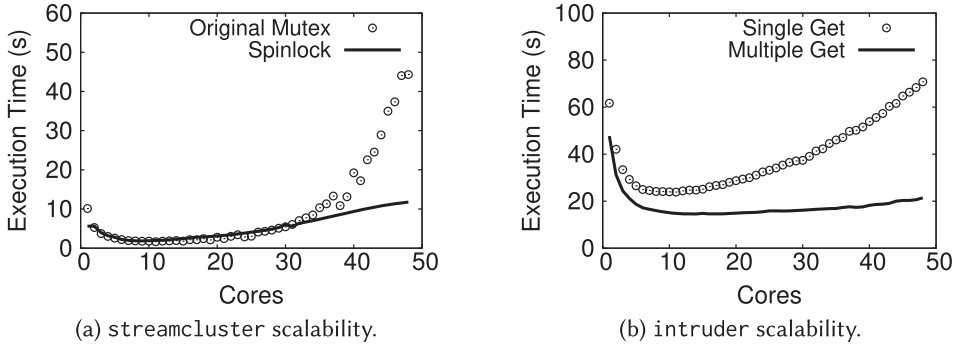 Execution Time (s)
60
50
40
30
20
10
0
Original Mutex
Spinlock
0 10 20 30 40 50
Cores
(a) streamcluster scalability.
Execution Time (s)
100
80
60
40
20
0
Single Get
Multiple Get
0 10 20 30 40 50
Cores
(b) intruder scalability.